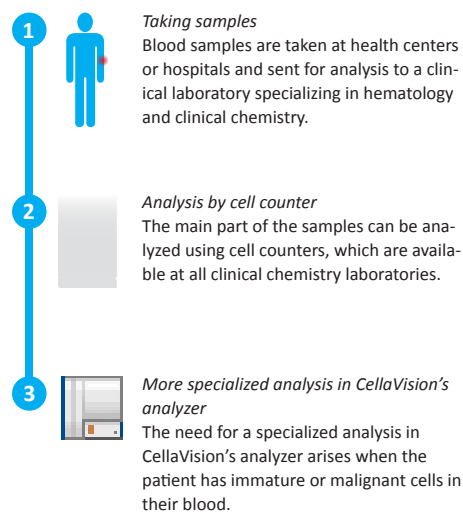 1
Taking samples
Blood samples are taken at health centers
or hospitals and sent for analysis to a clin-
ical laboratory specializing in hematology
and clinical chemistry.
2
Analysis by cell counter
The main part of the samples can be ana-
lyzed using cell counters, which are availa-
ble at all clinical chemistry laboratories.
3
More specialized analysis in CellaVision's
analyzer
The need for a specialized analysis in
CellaVision's analyzer arises when the
patient has immature or malignant cells in
their blood.